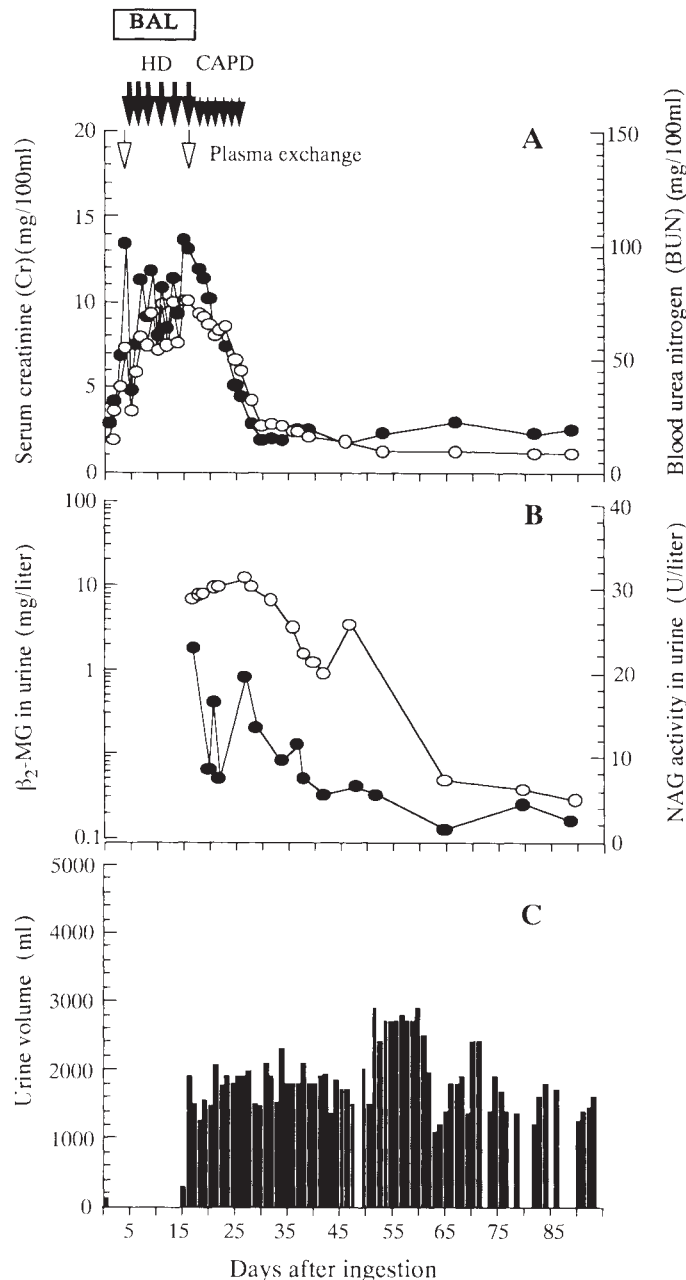 BAL
HD CAPD
Plasma exchange
A
Serum creatinine (Cr) (mg/100ml)
20
15
10
5
0
Blood urea nitrogen (BUN) (mg/100ml)
150
100
50
0
B
β₂-MG in urine (mg/liter)
100
10
1
0.1
NAG activity in urine (U/liter)
40
30
20
10
0
C
Urine volume (ml)
5000
4000
3000
2000
1000
0
5 15 25 35 45 55 65 75 85
Days after ingestion